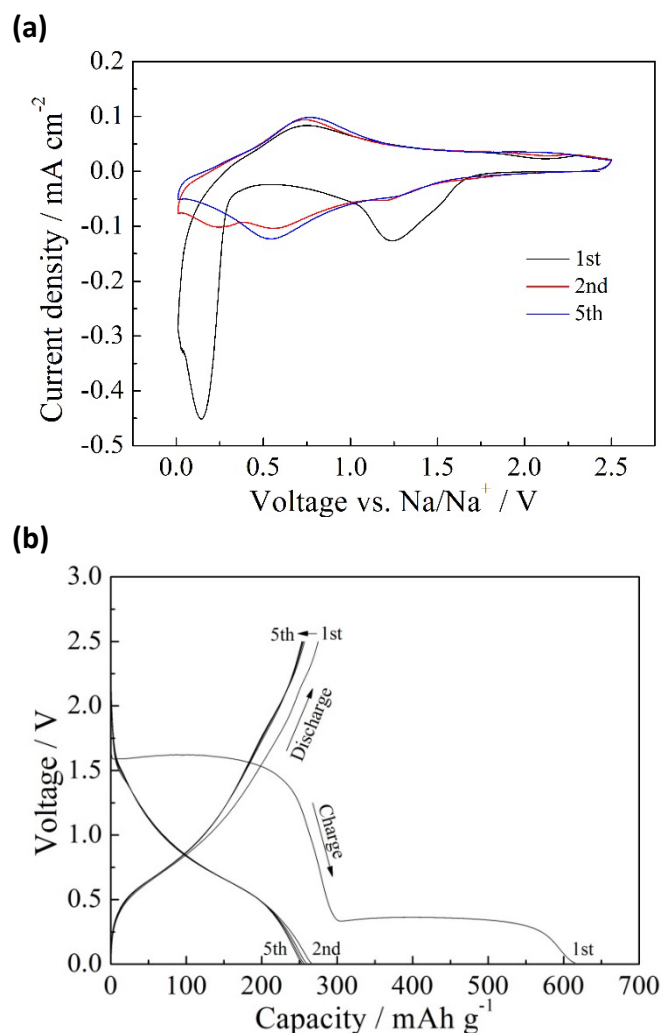 (a)
Current density / mA cm⁻²
0.2
0.1
0.0
-0.1
-0.2
-0.3
-0.4
-0.5
1st
2nd
5th
0.0 0.5 1.0 1.5 2.0 2.5
Voltage vs. Na/Na⁺ / V
(b)
Voltage / V
3.0
2.5
2.0
1.5
1.0
0.5
0.0
5th 1st
Discharge
Charge
5th 2nd 1st
0 100 200 300 400 500 600 700
Capacity / mAh g⁻¹